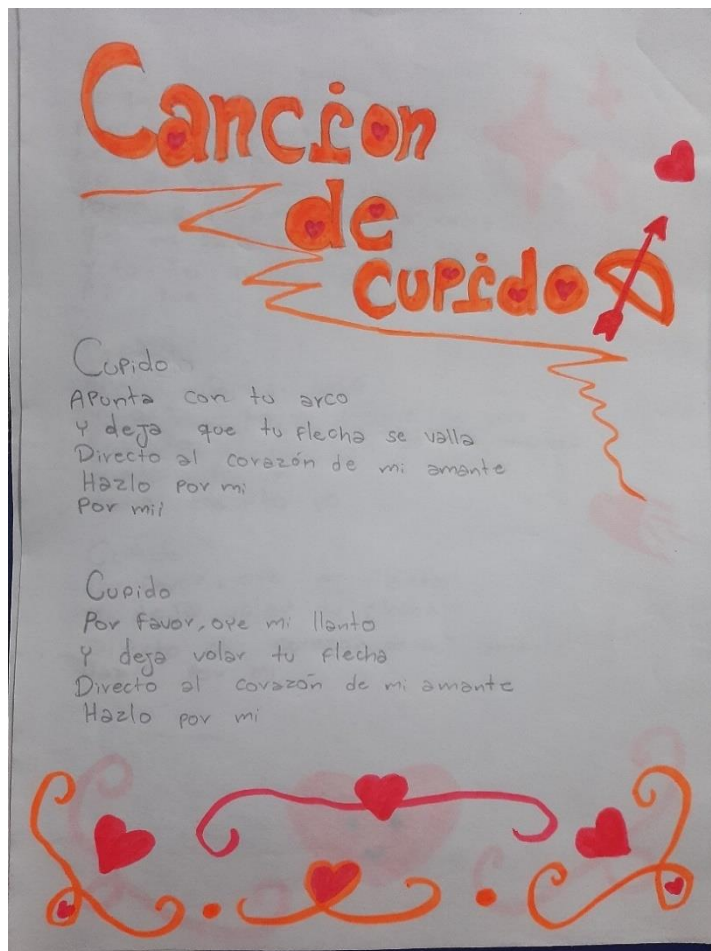 Cancion
de
cupido
Cupido
Apunta con tu arco
Y deja que tu flecha se valla
Directo al corazón de mi amante
Hazlo por mi
Por mii
Cupido
Por favor, oye mi llanto
Y deja volar tu flecha
Directo al corazón de mi amante
Hazlo por mi